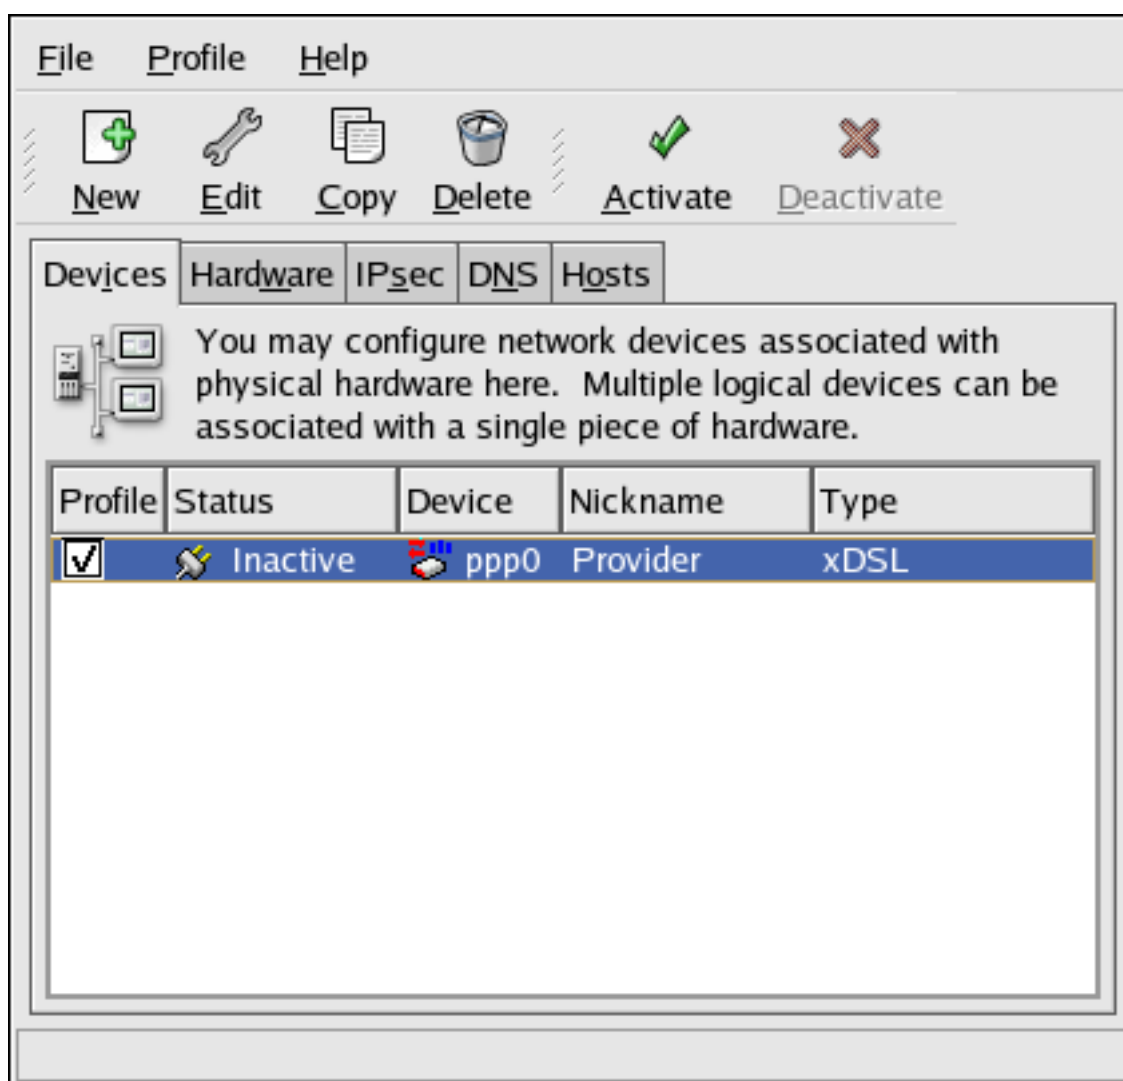 File Profile Help
New Edit Copy Delete Activate Deactivate
Devices Hardware IPsec DNS Hosts
You may configure network devices associated with
physical hardware here. Multiple logical devices can be
associated with a single piece of hardware.
Profile Status Device Nickname Type
Inactive ppp0 Provider xDSL